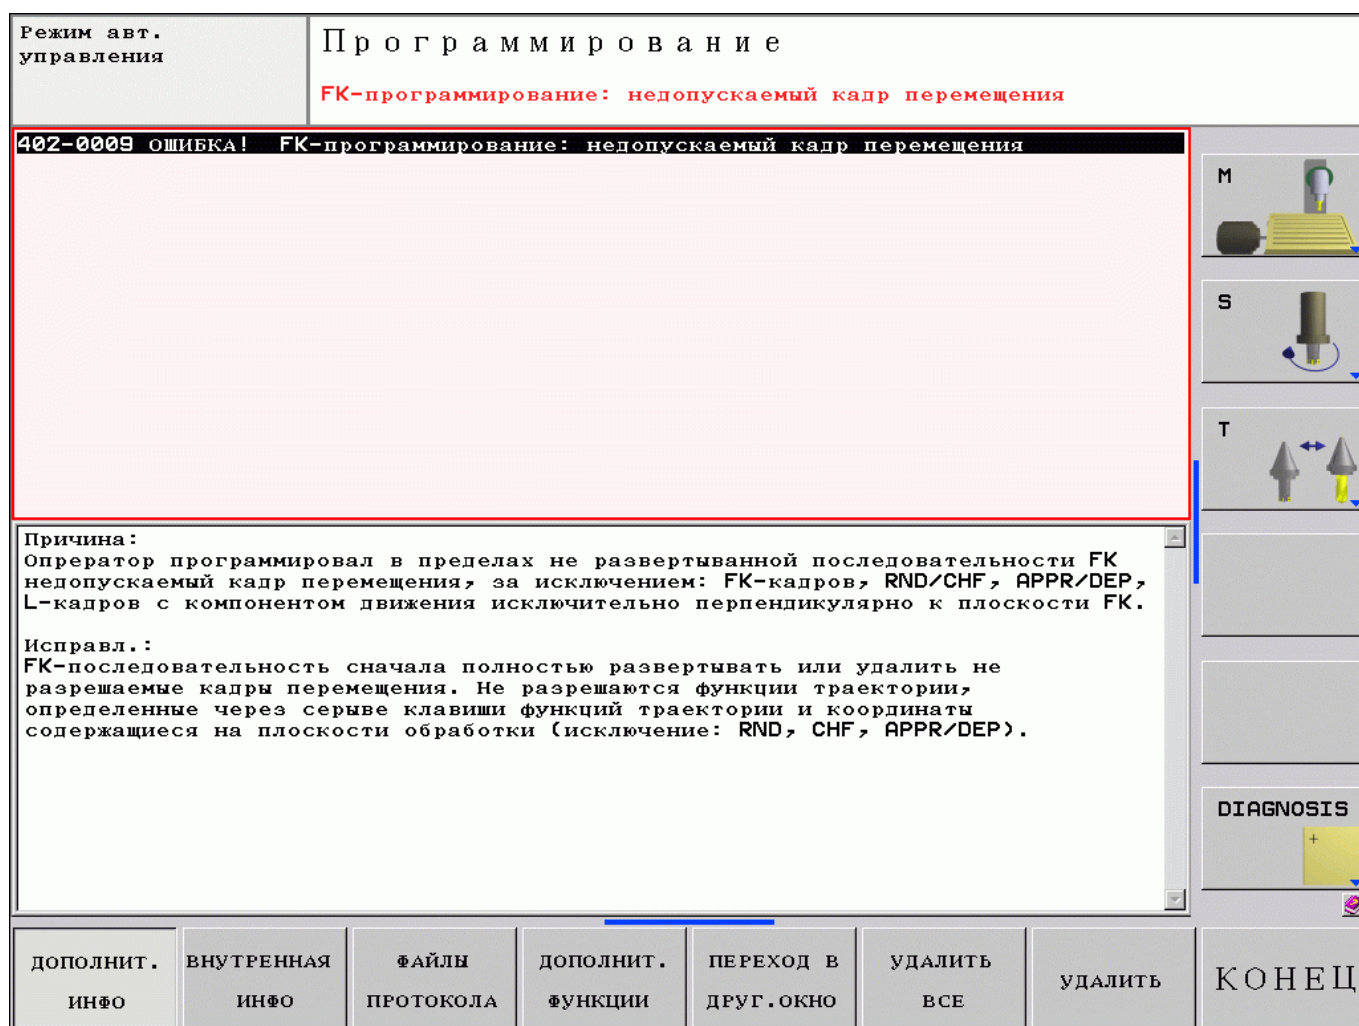 Режим авт.
управления
Программирование
FK-программирование: недопускаемый кадр перемещения
402-0009 ОШИБКА! FK-программирование: недопускаемый кадр перемещения
M
S
T
DIAGNOSIS
Причина:
Опрератор программировал в пределах не развертыванной последовательности FK
недопускаемый кадр перемещения, за исключением: FK-кадров, RND/CHF, APPR/DEP,
L-кадров с компонентом движения исключительно перпендикулярно к плоскости FK.
Исправл.:
FK-последовательность сначала полностью развертывать или удалить не
разрешаемые кадры перемещения. Не разрешаются функции траектории,
определенные через серыве клавиши функций траектории и координаты
содержащиеся на плоскости обработки (исключение: RND, CHF, APPR/DEP).
ДОПОЛНИТ.
ИНФО
ВНУТРЕННАЯ
ИНФО
ФАЙЛЫ
ПРОТОКОЛА
ДОПОЛНИТ.
ФУНКЦИИ
ПЕРЕХОД В
ДРУГ.ОКНО
УДАЛИТЬ
ВСЕ
УДАЛИТЬ
КОНЕЦ